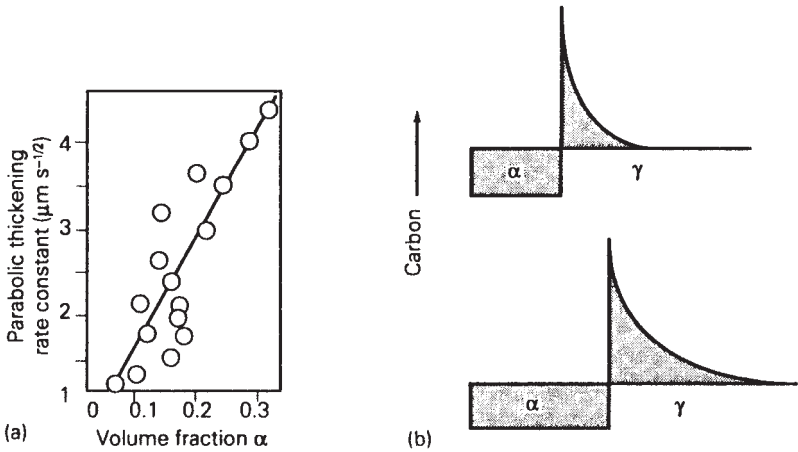 Parabolic thickening
rate constant (μm s⁻¹/²)
4
3
2
1
0
0.1
0.2
0.3
Volume fraction α
(a)
Carbon
α
γ
α
γ
(b)